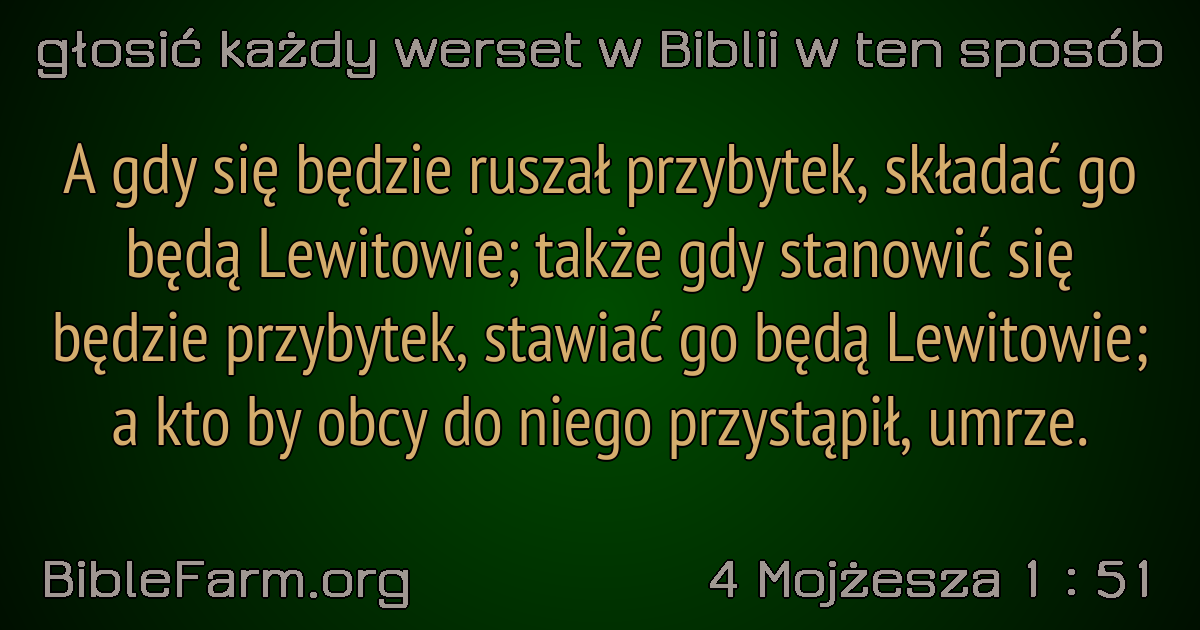 głosić każdy werset w Biblii w ten sposób
A gdy się będzie ruszał przybytek, składać go
będą Lewitowie; także gdy stanowić się
będzie przybytek, stawiać go będą Lewitowie;
a kto by obcy do niego przystąpił, umrze.
BibleFarm.org
4 Mojżesza 1 : 51